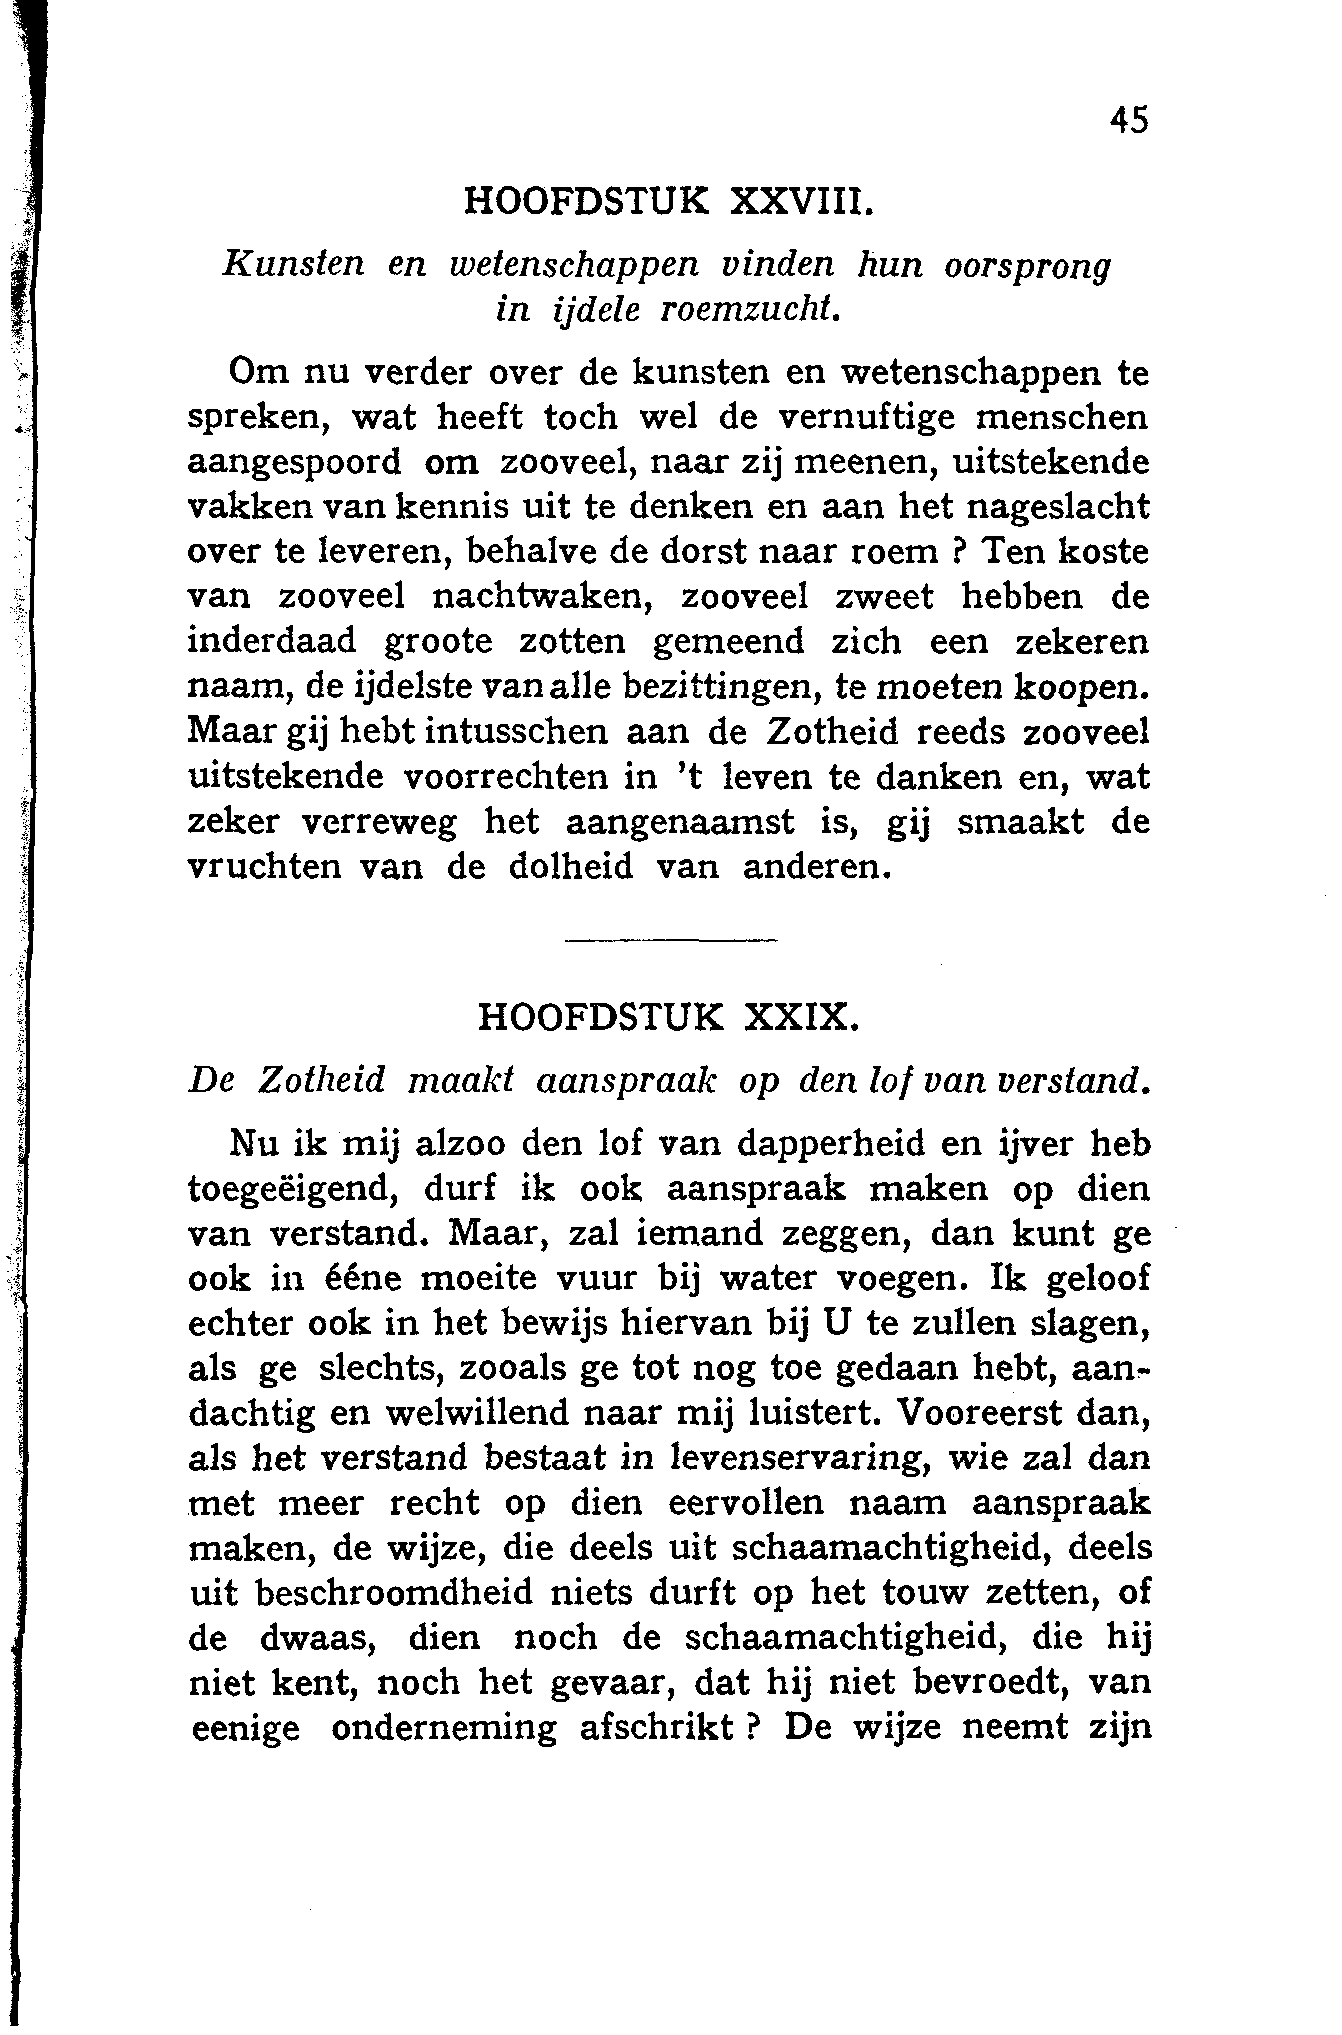 45
HOOFDSTUK XXVIII.
Kunsten en wetenschappen vinden hun oorsprong
in ijdele roemzucht.
Om nu verder over de kunsten en wetenschappen te
spreken, wat heeft toch wel de vernuftige menschen
aangespoord om zooveel, naar zij meenen, uitstekende
vakken van kennis uit te denken en aan het nageslacht
over te leveren, behalve de dorst naar roem ? Ten koste
van zooveel nachtwaken, zooveel zweet hebben de
inderdaad groote zotten gemeend zich een zekeren
naam, de ijdelste van alle bezittingen, te moeten koopen.
Maar gij hebt intusschen aan de Zotheid reeds zooveel
uitstekende voorrechten in 't leven te danken en, wat
zeker verreweg het aangenaamst is, gij smaakt de
vruchten van de dolheid van anderen.
HOOFDSTUK XXIX.
De Zotheid maakt aanspraak op den lof van verstand.
Nu ik mij alzoo den lof van dapperheid en ijver heb
toegeëigend, durf ik ook aanspraak maken op dien
van verstand. Maar, zal iemand zeggen, dan kunt ge
ook in ééne moeite vuur bij water voegen. Ik geloof
echter ook in het bewijs hiervan bij U te zullen slagen,
als ge slechts, zooals ge tot nog toe gedaan hebt, aan-
dachtig en welwillend naar mij luistert. Vooreerst dan,
als het verstand bestaat in levenservaring, wie zal dan
met meer recht op dien eervollen naam aanspraak
maken, de wijze, die deels uit schaamachtigheid, deels
uit beschroomdheid niets durft op het touw zetten, of
de dwaas, dien noch de schaamachtigheid, die hij
niet kent, noch het gevaar, dat hij niet bevroedt, van
eenige onderneming afschrikt ? De wijze neemt zijn